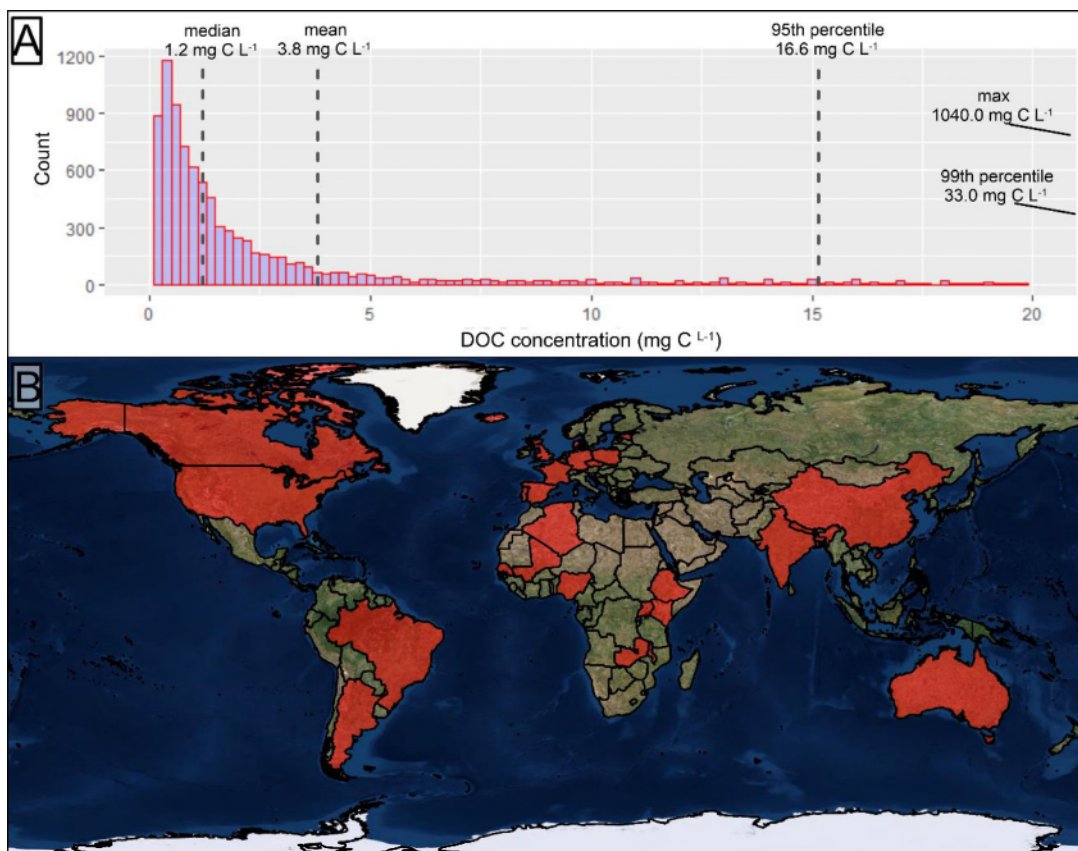 A
median
1.2 mg C L⁻¹
mean
3.8 mg C L⁻¹
95th percentile
16.6 mg C L⁻¹
max
1040.0 mg C L⁻¹
99th percentile
33.0 mg C L⁻¹
Count
1200
900
600
300
0
0
5
10
15
20
DOC concentration (mg C ᴸ⁻¹)
B